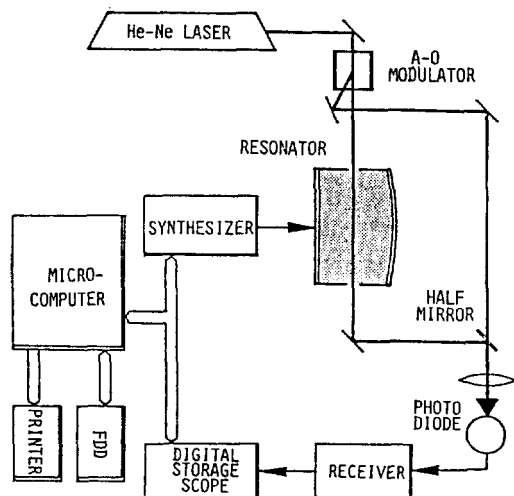 He-Ne LASER
A-O
MODULATOR
RESONATOR
SYNTHESIZER
MICRO-
COMPUTER
HALF
MIRROR
PHOTO
DIODE
PRINTER
FDD
DIGITAL
STORAGE
SCOPE
RECEIVER